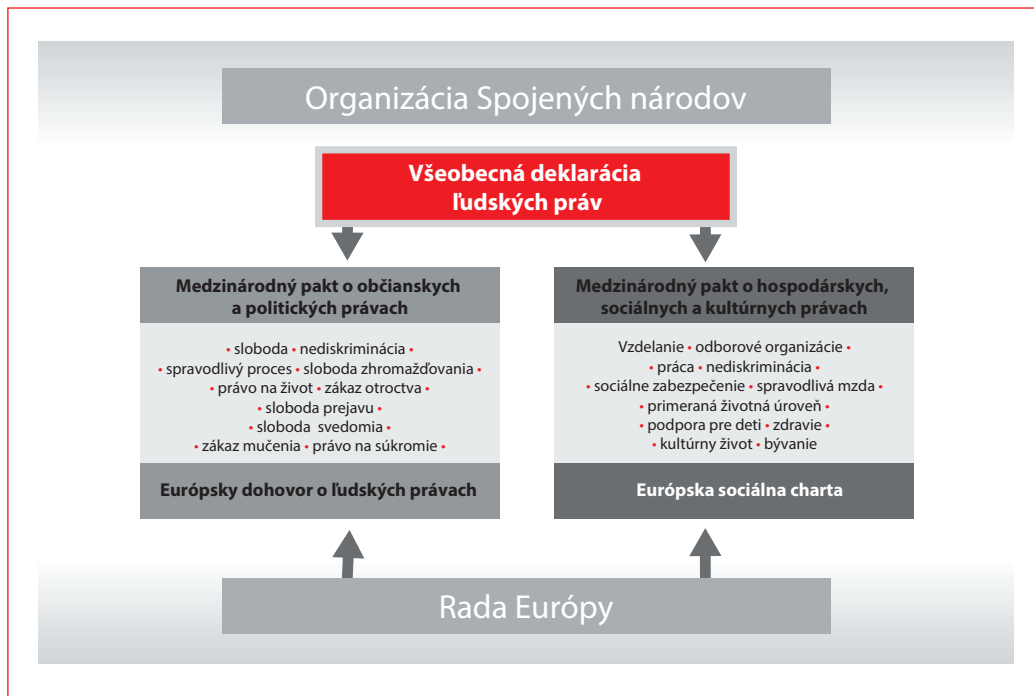 Organizácia Spojených národov
Všeobecná deklarácia
ľudských práv
Medzinárodný pakt o občianskych
a politických právach
• sloboda • nediskriminácia •
• spravodlivý proces • sloboda zhromažďovania •
• právo na život • zákaz otroctva •
• sloboda prejavu •
• sloboda svedomia •
• zákaz mučenia • právo na súkromie •
Európsky dohovor o ľudských právach
Medzinárodný pakt o hospodárskych,
sociálnych a kultúrnych právach
Vzdelanie • odborové organizácie •
• práca • nediskriminácia •
• sociálne zabezpečenie • spravodlivá mzda •
• primeraná životná úroveň •
• podpora pre deti • zdravie •
• kultúrny život • bývanie
Európska sociálna charta
Rada Európy